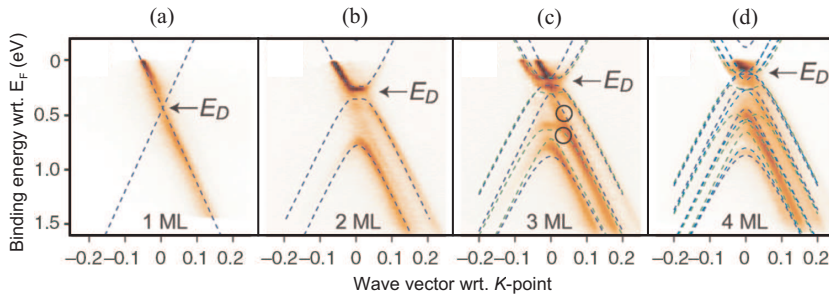 (a) (b) (c) (d)
Binding energy wrt. E_F (eV)
0
0.5
1.0
1.5
E_D
E_D
E_D
E_D
1 ML
2 ML
3 ML
4 ML
−0.2 −0.1 0 0.1 0.2
−0.2 −0.1 0 0.1 0.2
−0.2 −0.1 0 0.1 0.2
−0.2 −0.1 0 0.1 0.2
Wave vector wrt. K-point